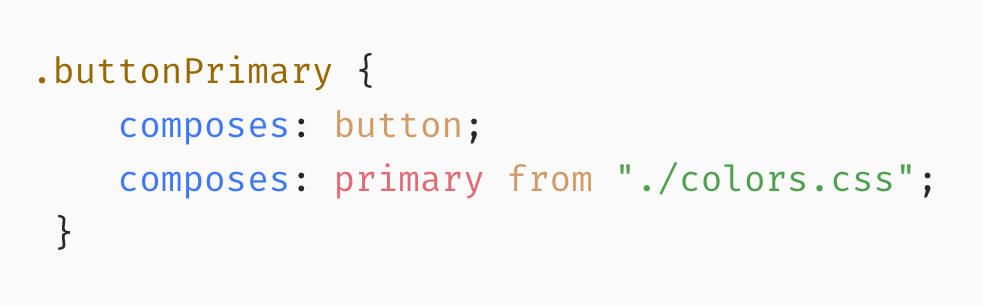 .buttonPrimary {
    composes: button;
    composes: primary from "./colors.css";
 }